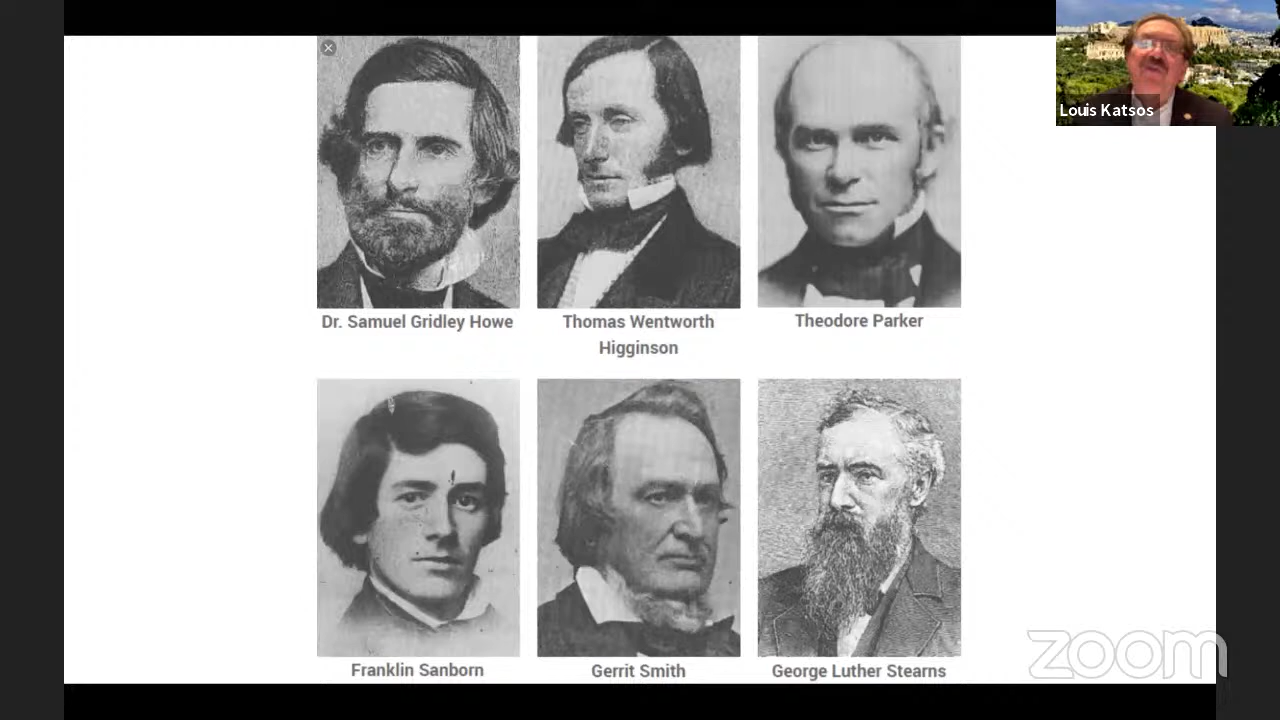 Louis Katsos
Dr. Samuel Gridley Howe
Thomas Wentworth
Higginson
Theodore Parker
Franklin Sanborn
Gerrit Smith
George Luther Stearns
zoom